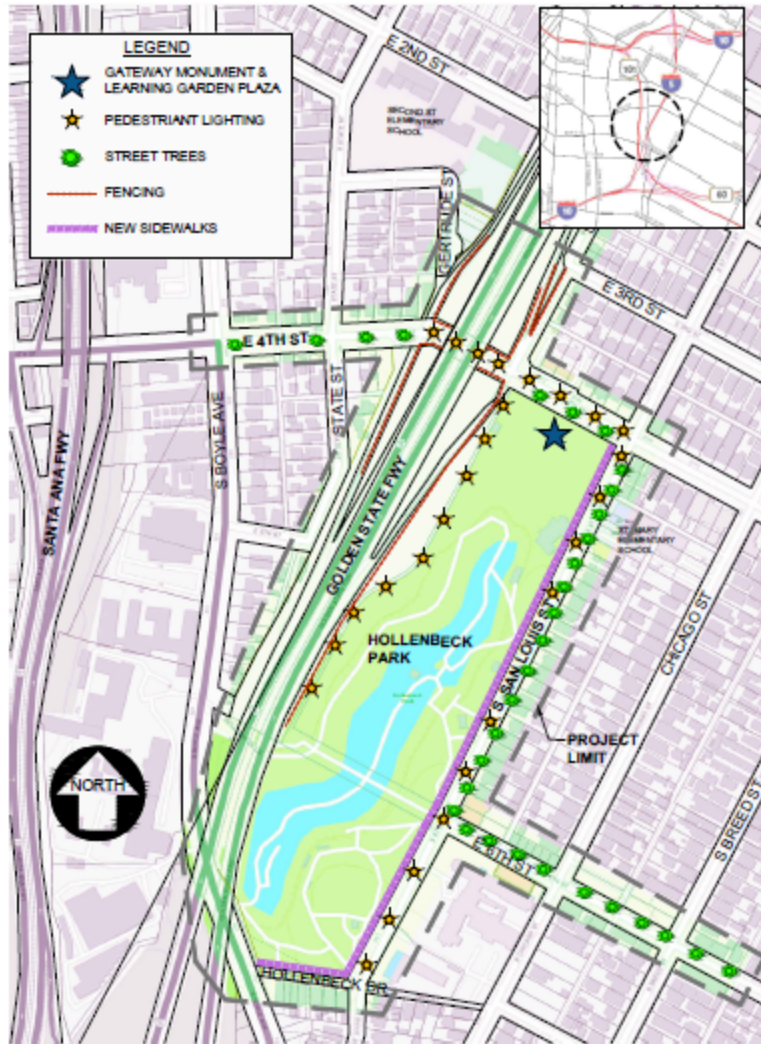 LEGEND
GATEWAY MONUMENT &
LEARNING GARDEN PLAZA
PEDESTRIANT LIGHTING
STREET TREES
FENCING
NEW SIDEWALKS
E 2ND ST
SECOND ST
ELEMENTARY
SCHOOL
101
5
10
60
10
GERTRUDE ST
E 3RD ST
E 4TH ST
STATE ST
S BOYLE AVE
SANTA ANA FWY
GOLDEN STATE FWY
ST. MARY
ELEMENTARY
SCHOOL
HOLLENBECK
PARK
S. SAN LOUIS ST
CHICAGO ST
PROJECT
LIMIT
NORTH
S BREED ST
E 6TH ST
HOLLENBECK DR